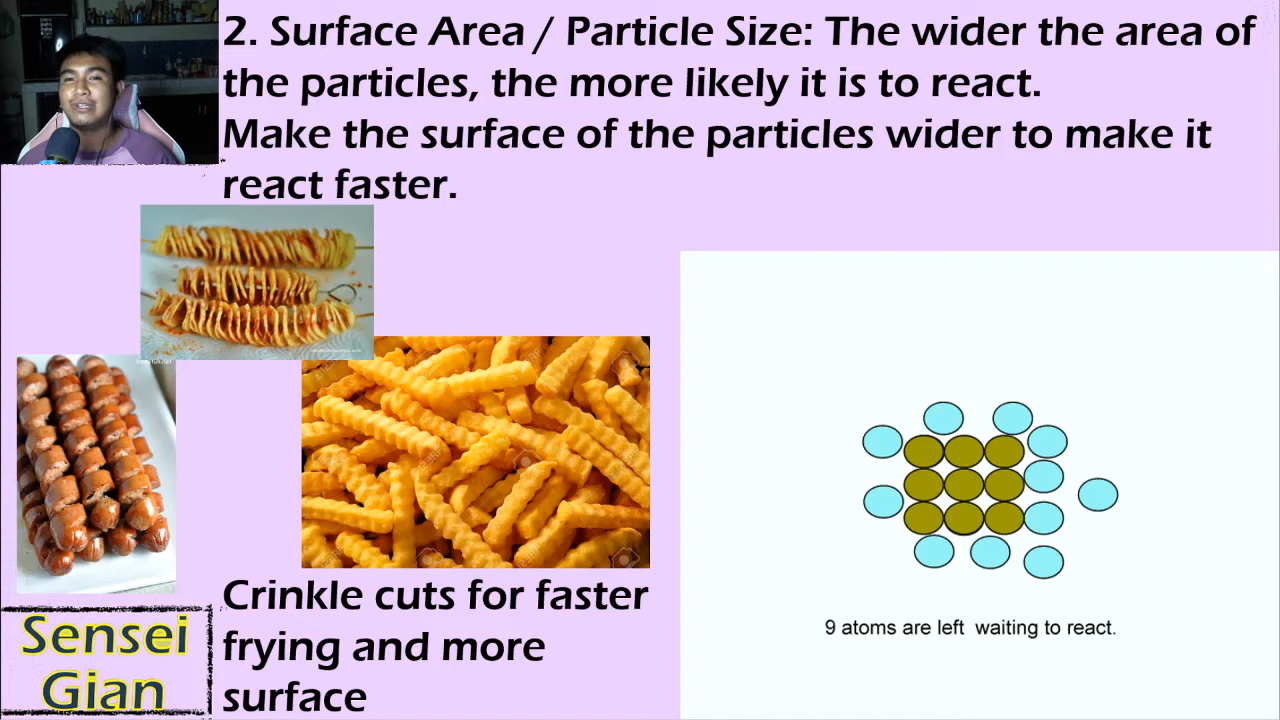 2. Surface Area / Particle Size: The wider the area of
the particles, the more likely it is to react.
Make the surface of the particles wider to make it
react faster.
Crinkle cuts for faster
frying and more
surface
9 atoms are left waiting to react.
Sensei
Gian